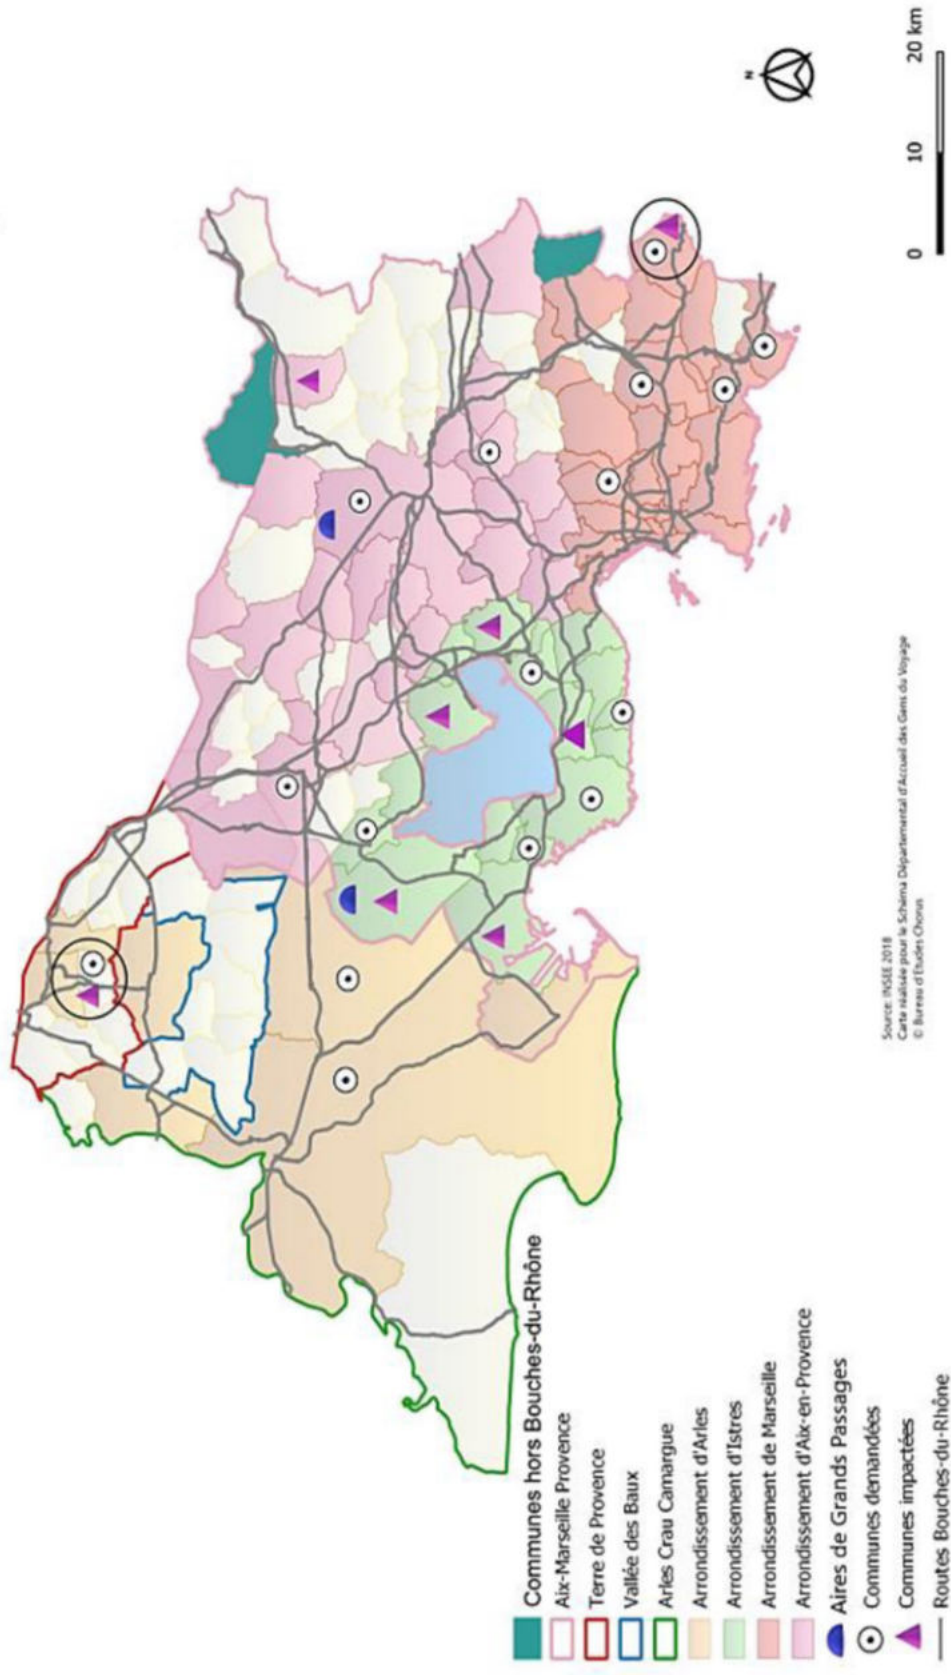 N
0 10 20 km
Communes hors Bouches-du-Rhône
Aix-Marseille Provence
Terre de Provence
Vallée des Baux
Arles Crau Camargue
Arrondissement d'Arles
Arrondissement d'Istres
Arrondissement de Marseille
Arrondissement d'Aix-en-Provence
Aires de Grands Passages
Communes demandées
Communes impactées
Routes Bouches-du-Rhône
Source: INSEE 2018
Carte réalisée pour le Schéma Départemental d'Accueil des Gens du Voyage
© Bureau d'Etudes Chorus